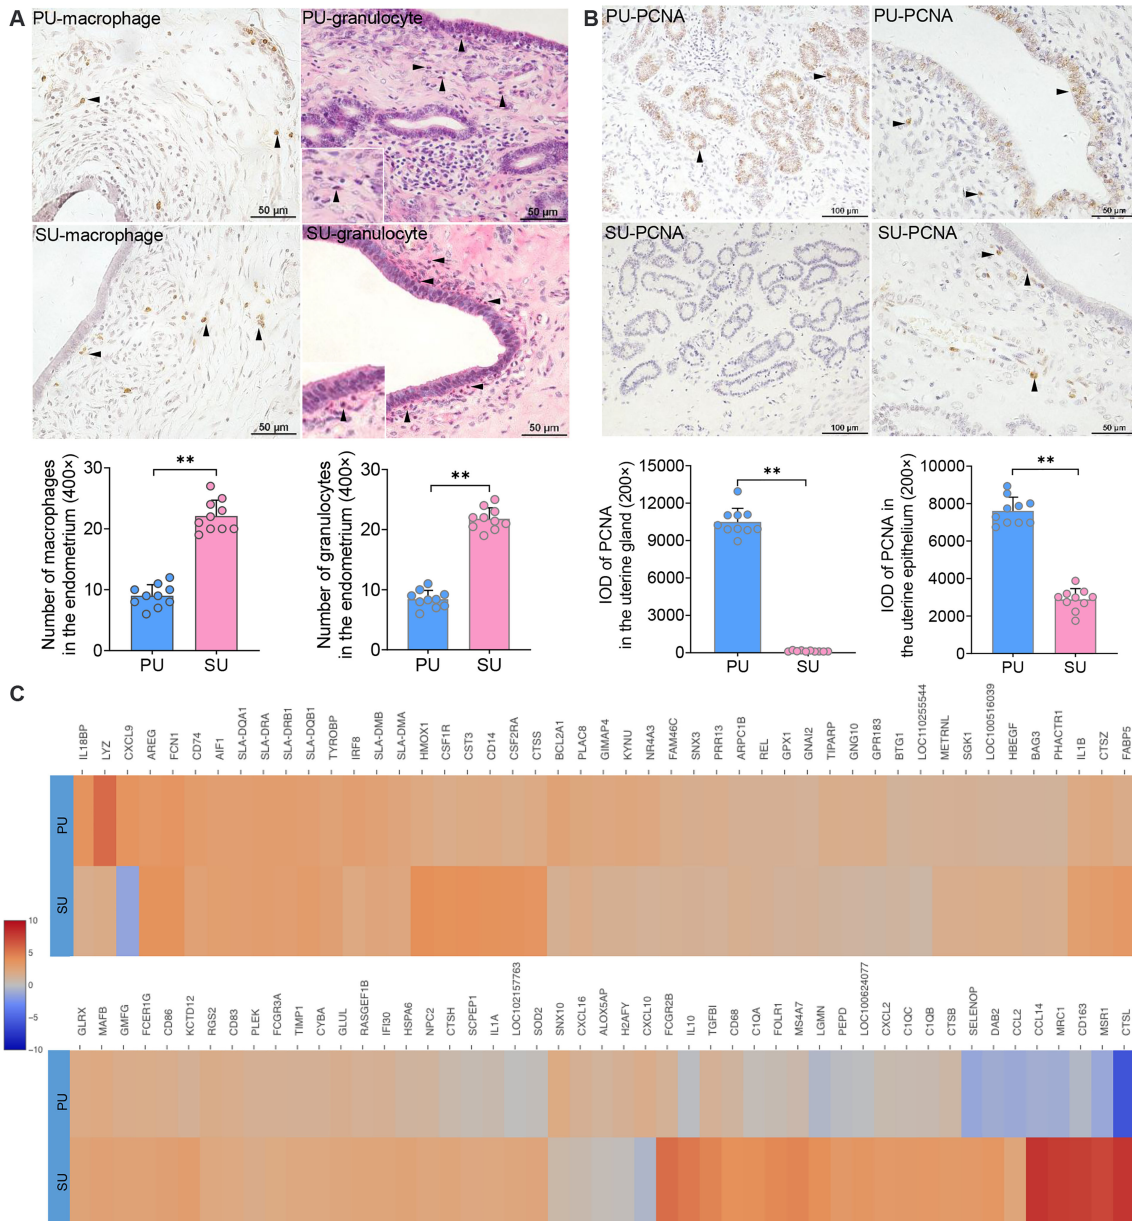 A
PU-macrophage
PU-granulocyte
50 µm
50 µm
SU-macrophage
SU-granulocyte
50 µm
50 µm
Number of macrophages
in the endometrium (400×)
30
20
10
0
**
PU
SU
Number of granulocytes
in the endometrium (400×)
30
20
10
0
**
PU
SU
B
PU-PCNA
PU-PCNA
100 µm
50 µm
SU-PCNA
SU-PCNA
100 µm
50 µm
IOD of PCNA
in the uterine gland (200×)
15000
12000
9000
6000
3000
0
**
PU
SU
IOD of PCNA in
the uterine epithelium (200×)
10000
8000
6000
4000
2000
0
**
PU
SU
C
IL18BP
LYZ
CXCL9
AREG
FCN1
CD74
AIF1
SLA-DQA1
SLA-DRA
SLA-DRB1
SLA-DQB1
TYROBP
IRF8
SLA-DMB
SLA-DMA
HMOX1
CSF1R
CST3
CD14
CSF2RA
CTSS
BCL2A1
PLAC8
GIMAP4
KYNU
NR4A3
FAM46C
SNX3
PRR13
ARPC1B
REL
GPX1
GNAI2
TIPARP
GNG10
GPR183
BTG1
LOC110255544
METRNL
SGK1
LOC100516039
HBEGF
BAG3
PHACTR1
IL1B
CTSZ
FABP5
PU
SU
10
5
0
−5
−10
GLRX
MAFB
GMFG
FCER1G
CD86
KCTD12
RGS2
CD83
PLEK
FCGR3A
TIMP1
CYBA
GLUL
RASGEF1B
IFI30
HSPA6
NPC2
CTSH
SCPEP1
IL1A
LOC102157763
SOD2
SNX10
CXCL16
ALOX5AP
H2AFY
CXCL10
FCGR2B
IL10
TGFBI
CD68
C1QA
FOLR1
MS4A7
LGMN
PEPD
LOC100624077
CXCL2
C1QC
C1QB
CTSB
SELENOP
DAB2
CCL2
CCL14
MRC1
CD163
MSR1
CTSL
PU
SU